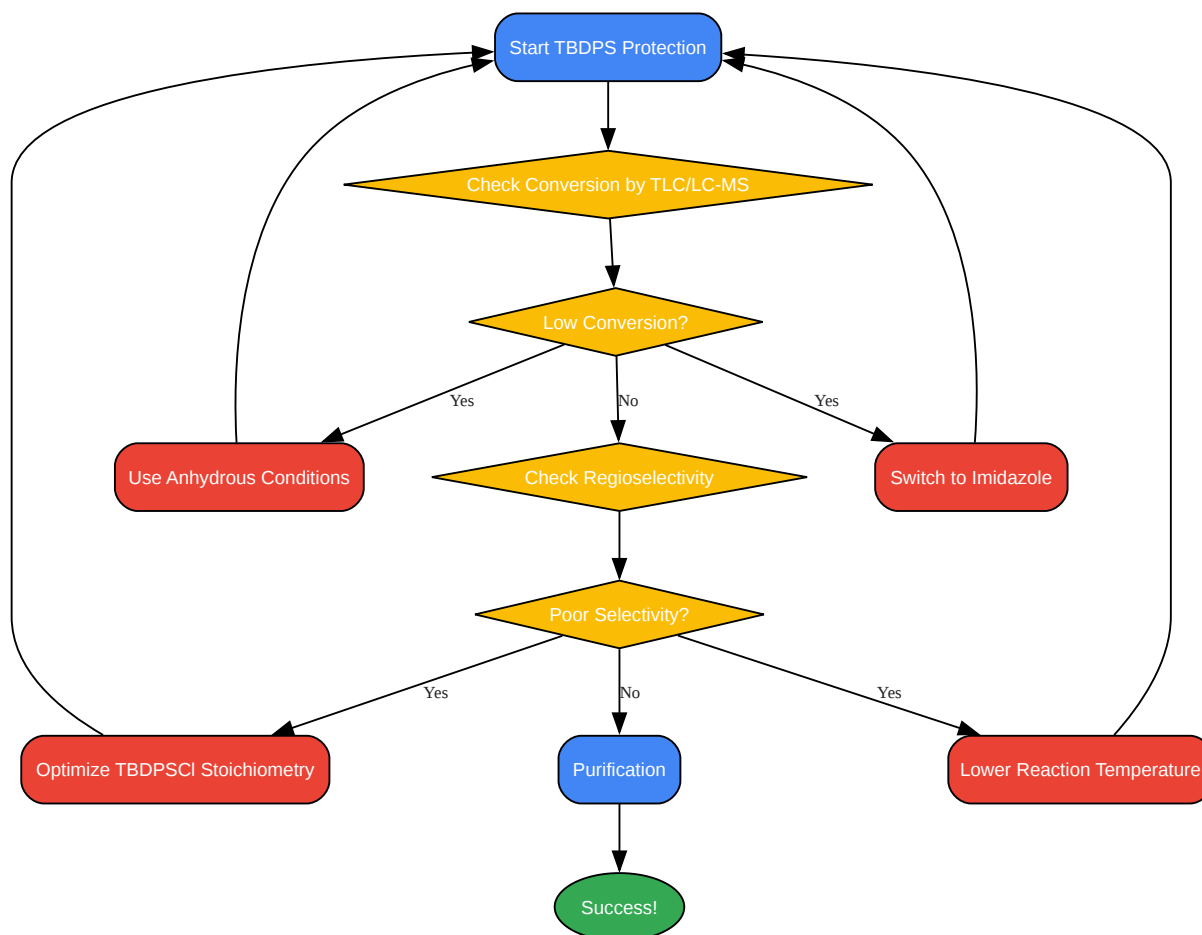 Start TBDPS Protection
Check Conversion by TLC/LC-MS
Low Conversion?
Yes
No
Yes
Use Anhydrous Conditions
Check Regioselectivity
Switch to Imidazole
Poor Selectivity?
Yes
No
Yes
Optimize TBDPSCl Stoichiometry
Purification
Lower Reaction Temperature
Success!